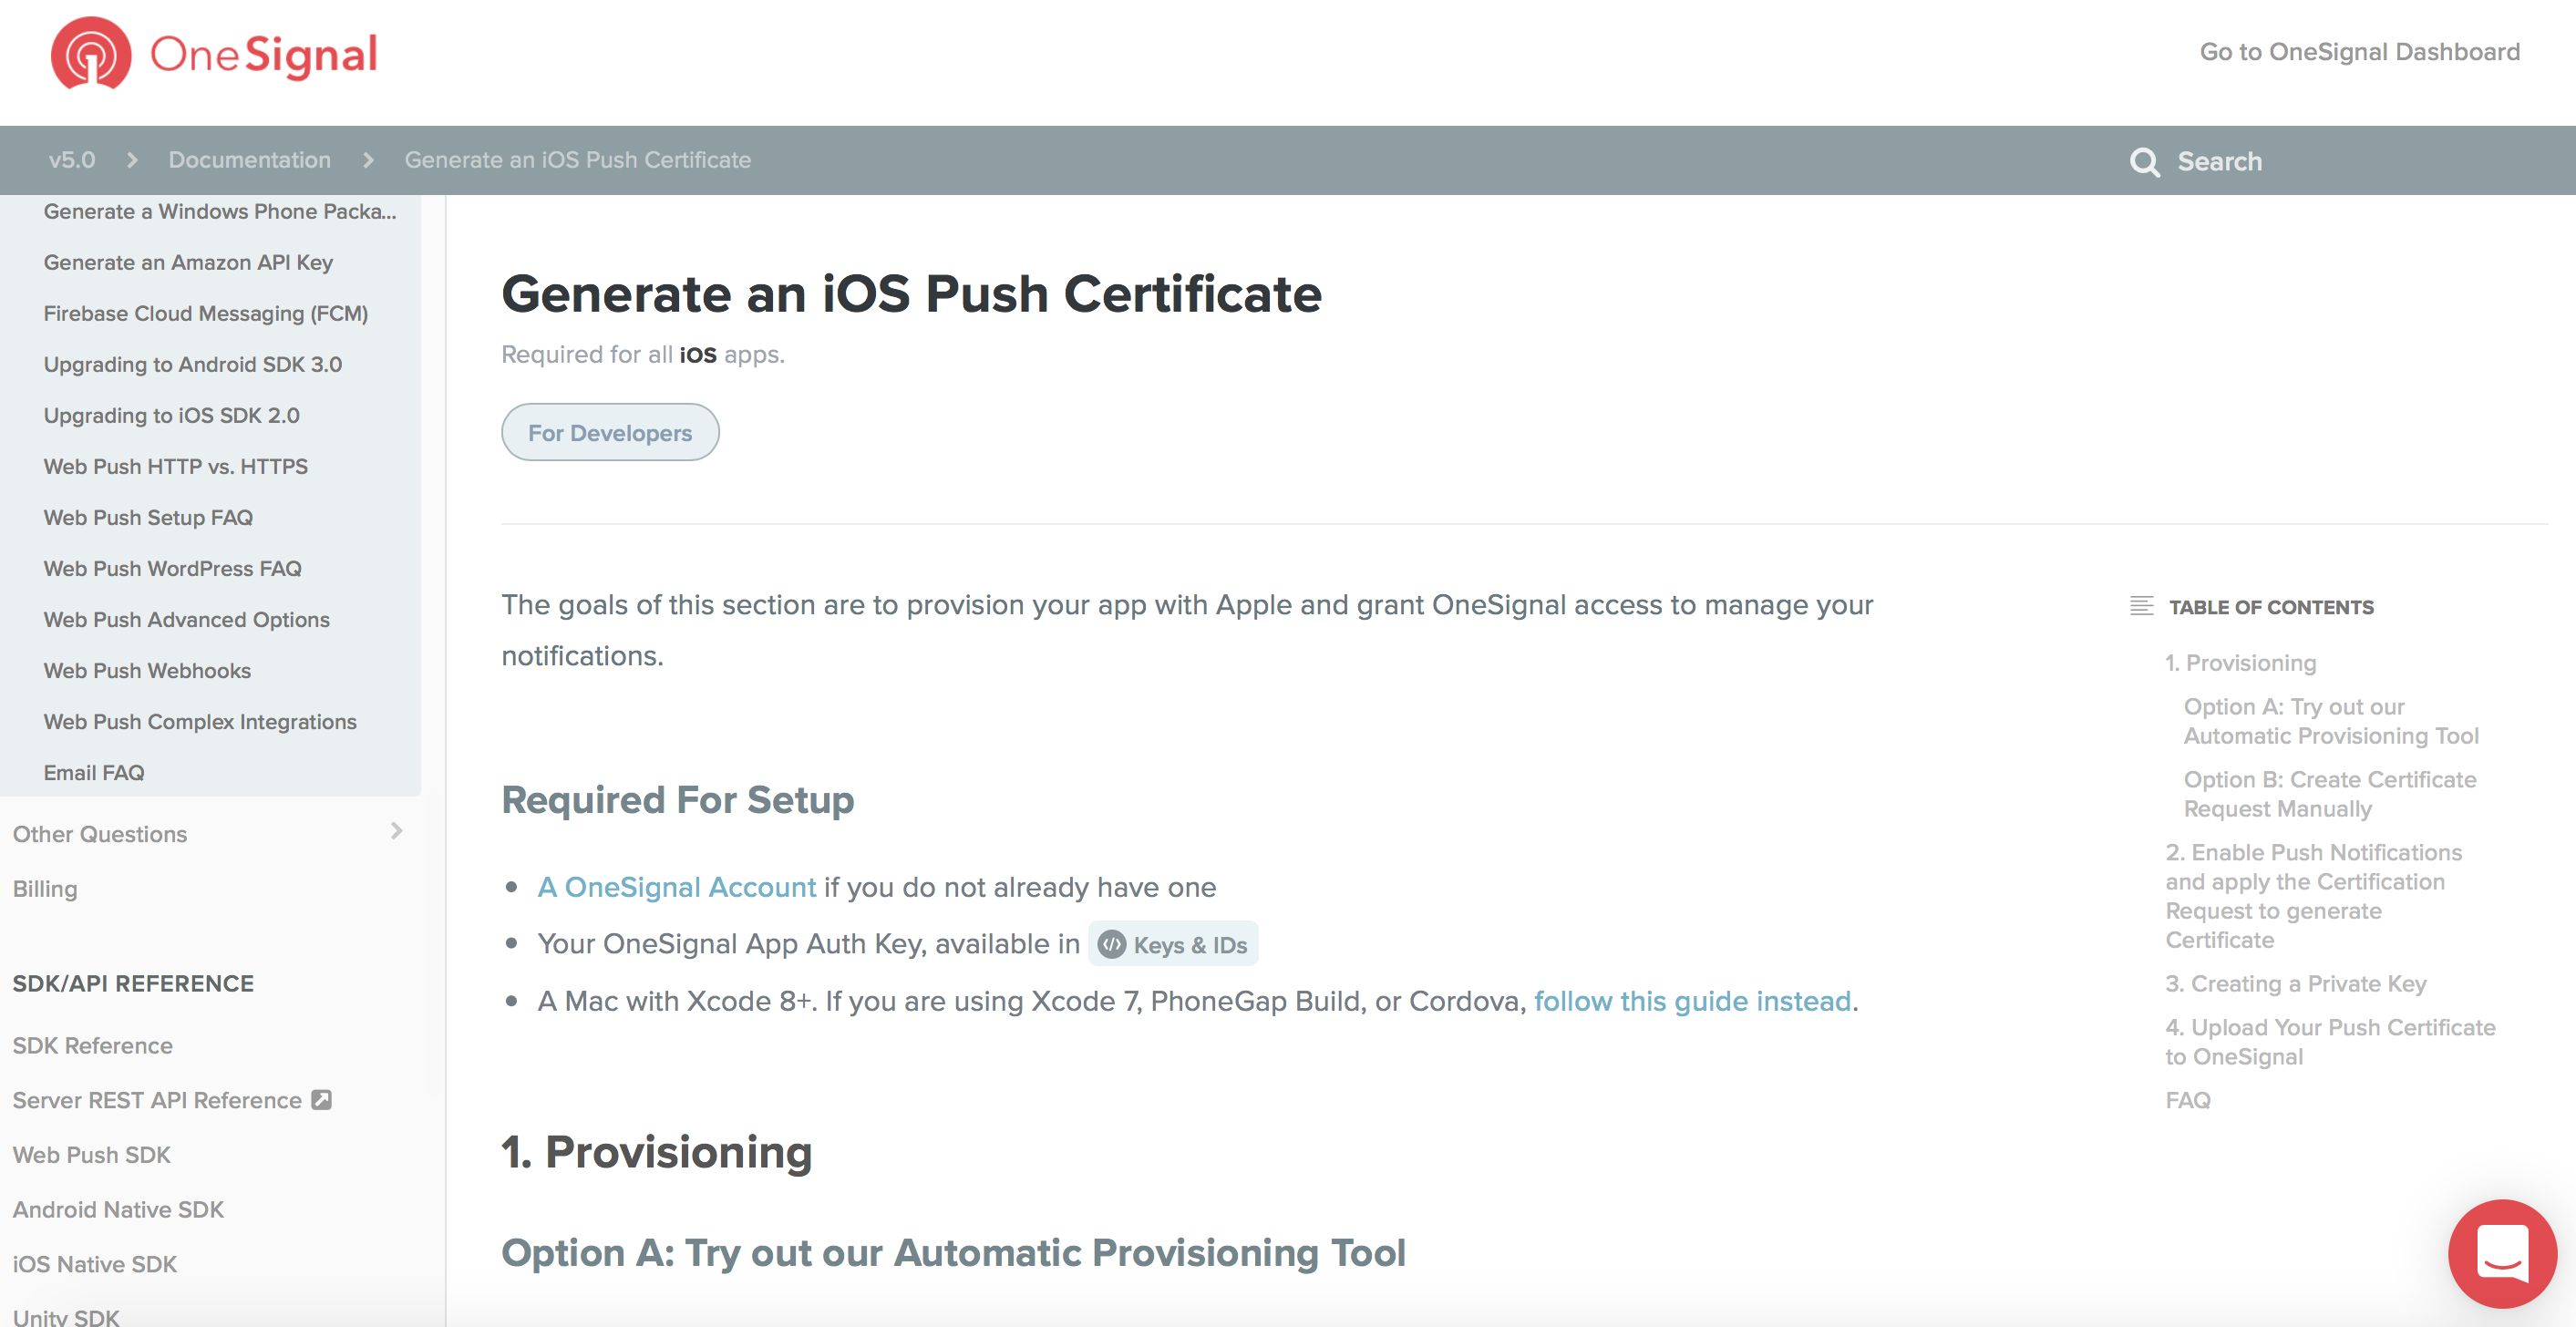 OneSignal
Go to OneSignal Dashboard
v5.0 > Documentation > Generate an iOS Push Certificate
Search
Generate a Windows Phone Packa...
Generate an Amazon API Key
Firebase Cloud Messaging (FCM)
Upgrading to Android SDK 3.0
Upgrading to iOS SDK 2.0
Web Push HTTP vs. HTTPS
Web Push Setup FAQ
Web Push WordPress FAQ
Web Push Advanced Options
Web Push Webhooks
Web Push Complex Integrations
Email FAQ
Other Questions
Billing
SDK/API REFERENCE
SDK Reference
Server REST API Reference
Web Push SDK
Android Native SDK
iOS Native SDK
Unity SDK
Generate an iOS Push Certificate
Required for all iOS apps.
For Developers
The goals of this section are to provision your app with Apple and grant OneSignal access to manage your
notifications.
Required For Setup
• A OneSignal Account if you do not already have one
• Your OneSignal App Auth Key, available in Keys & IDs
• A Mac with Xcode 8+. If you are using Xcode 7, PhoneGap Build, or Cordova, follow this guide instead.
1. Provisioning
Option A: Try out our Automatic Provisioning Tool
TABLE OF CONTENTS
1. Provisioning
Option A: Try out our
Automatic Provisioning Tool
Option B: Create Certificate
Request Manually
2. Enable Push Notifications
and apply the Certification
Request to generate
Certificate
3. Creating a Private Key
4. Upload Your Push Certificate
to OneSignal
FAQ